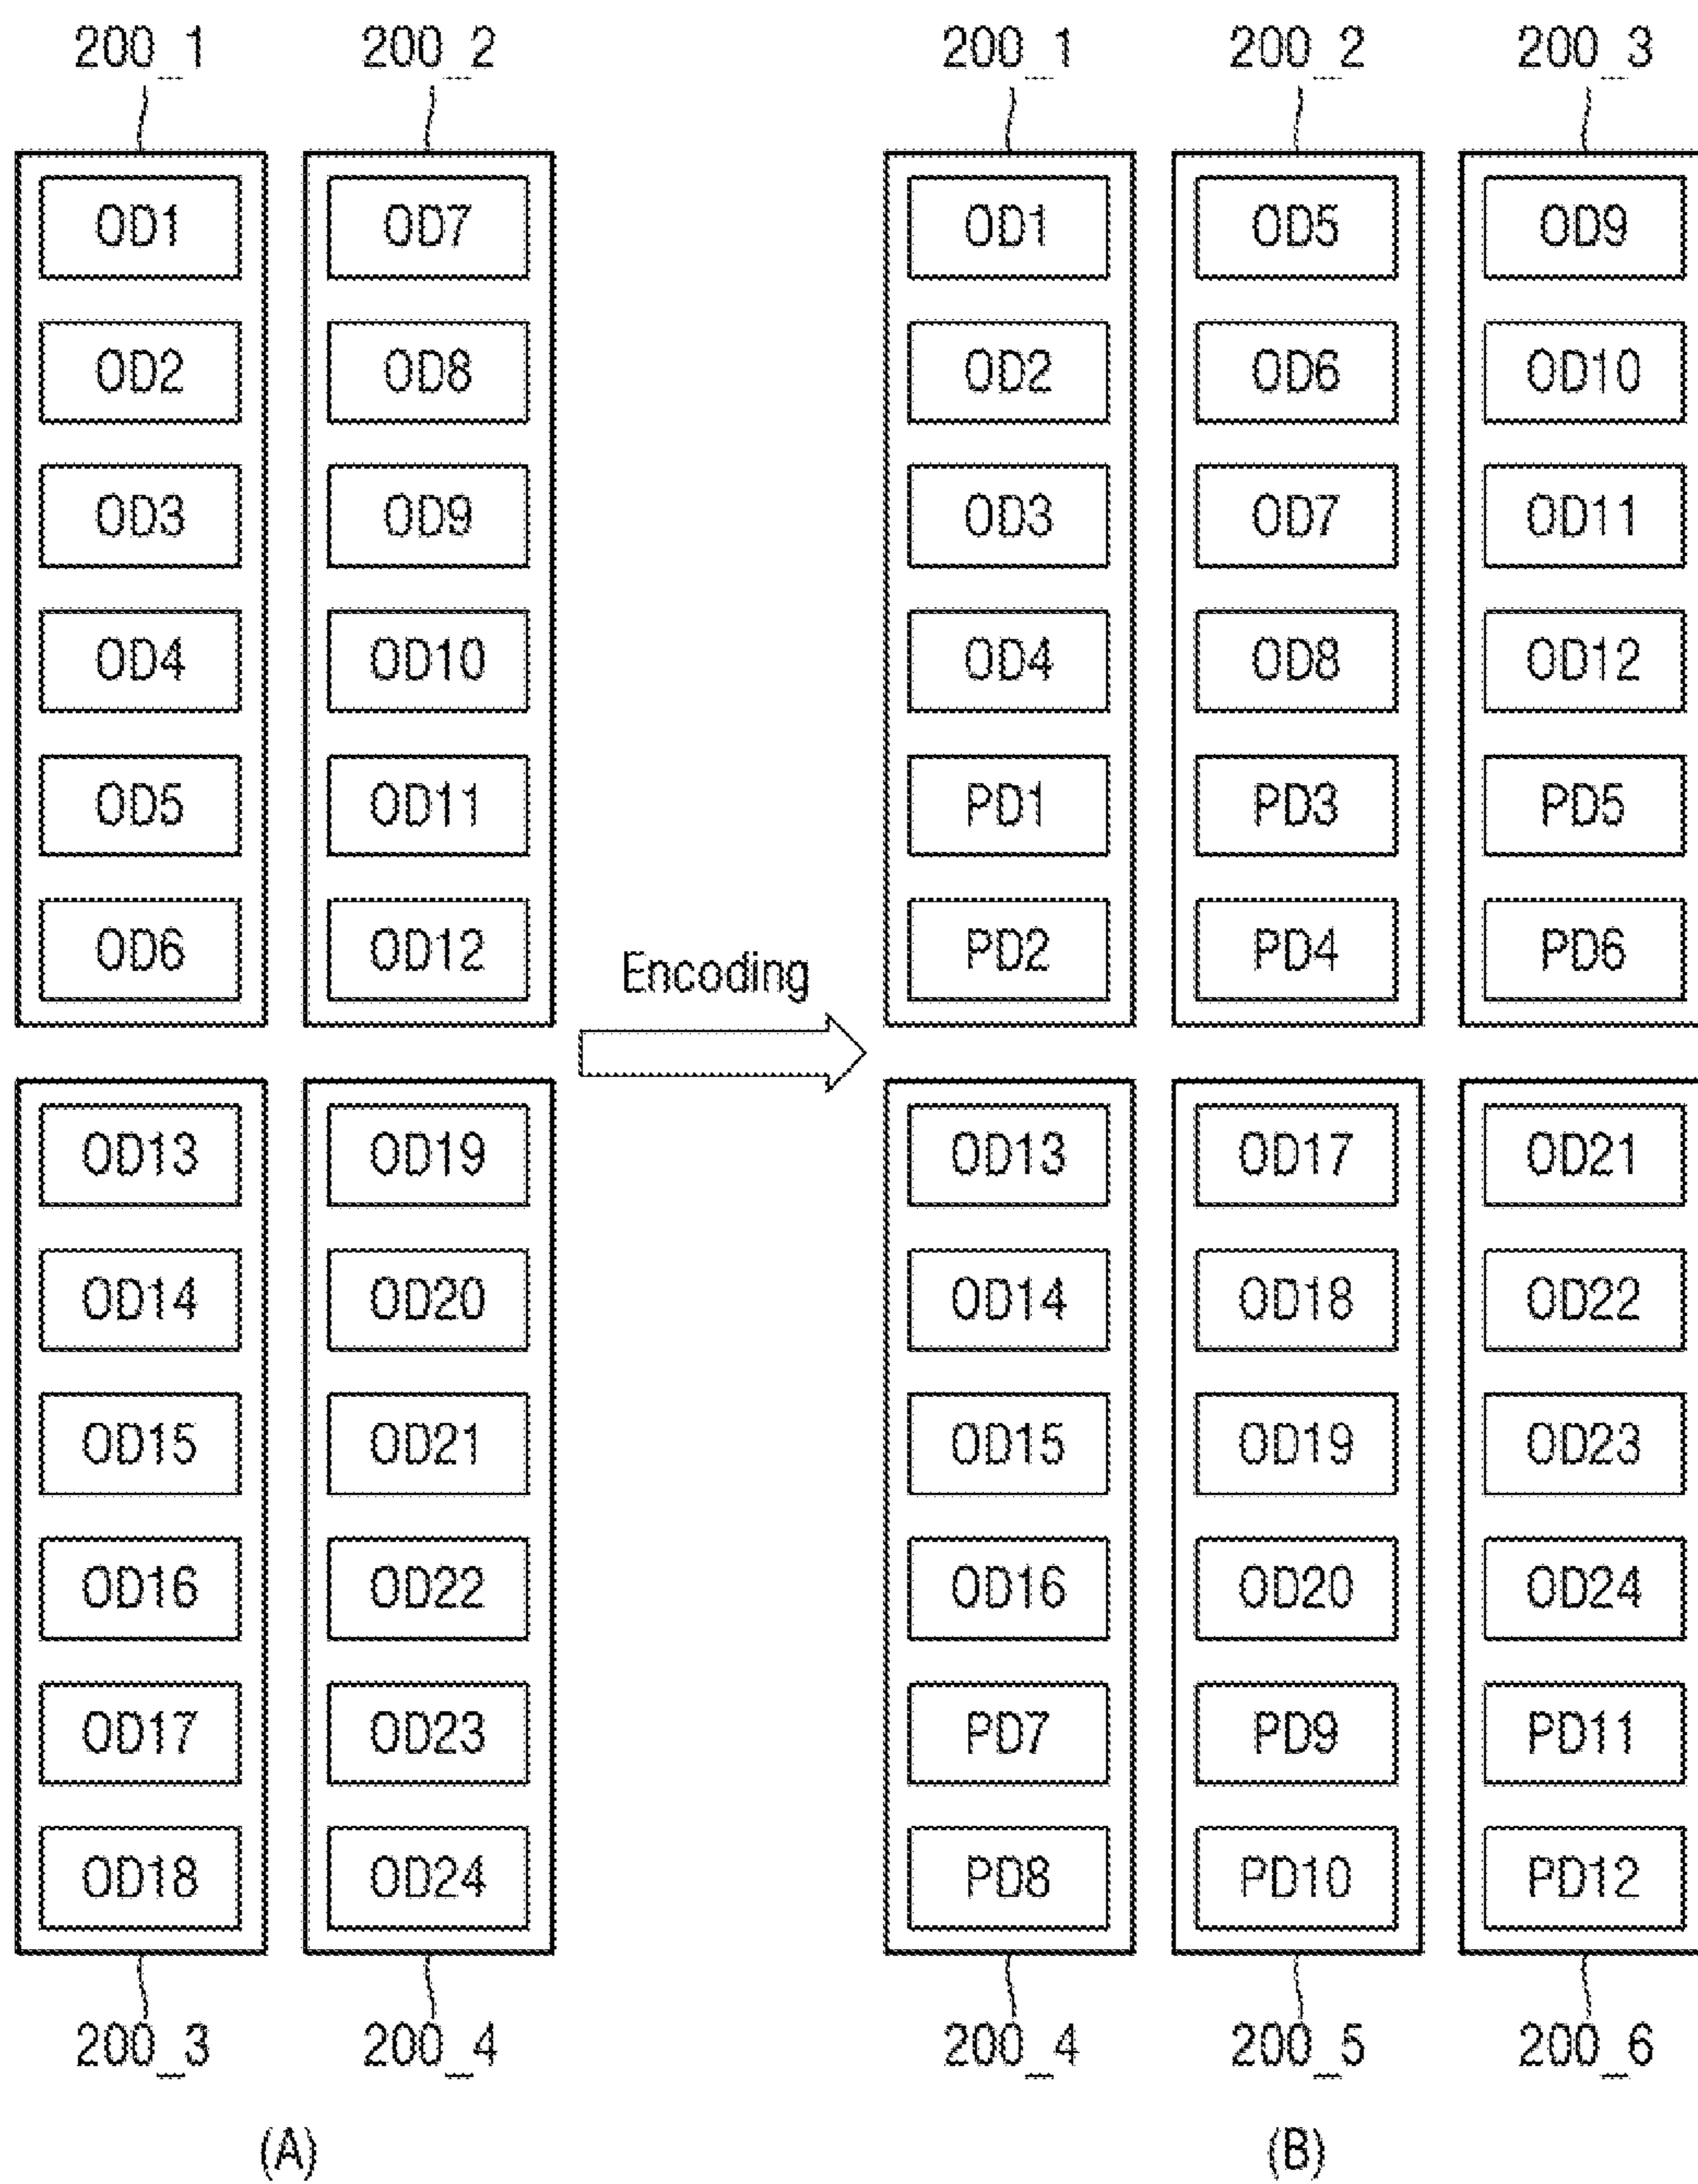 200_1 200_2 200_1 200_2 200_3
OD1 OD7 OD1 OD5 OD9
OD2 OD8 OD2 OD6 OD10
OD3 OD9 OD3 OD7 OD11
OD4 OD10 OD4 OD8 OD12
OD5 OD11 PD1 PD3 PD5
OD6 OD12 PD2 PD4 PD6
Encoding
OD13 OD19 OD13 OD17 OD21
OD14 OD20 OD14 OD18 OD22
OD15 OD21 OD15 OD19 OD23
OD16 OD22 OD16 OD20 OD24
OD17 OD23 PD7 PD9 PD11
OD18 OD24 PD8 PD10 PD12
200_3 200_4 200_4 200_5 200_6
(A) (B)